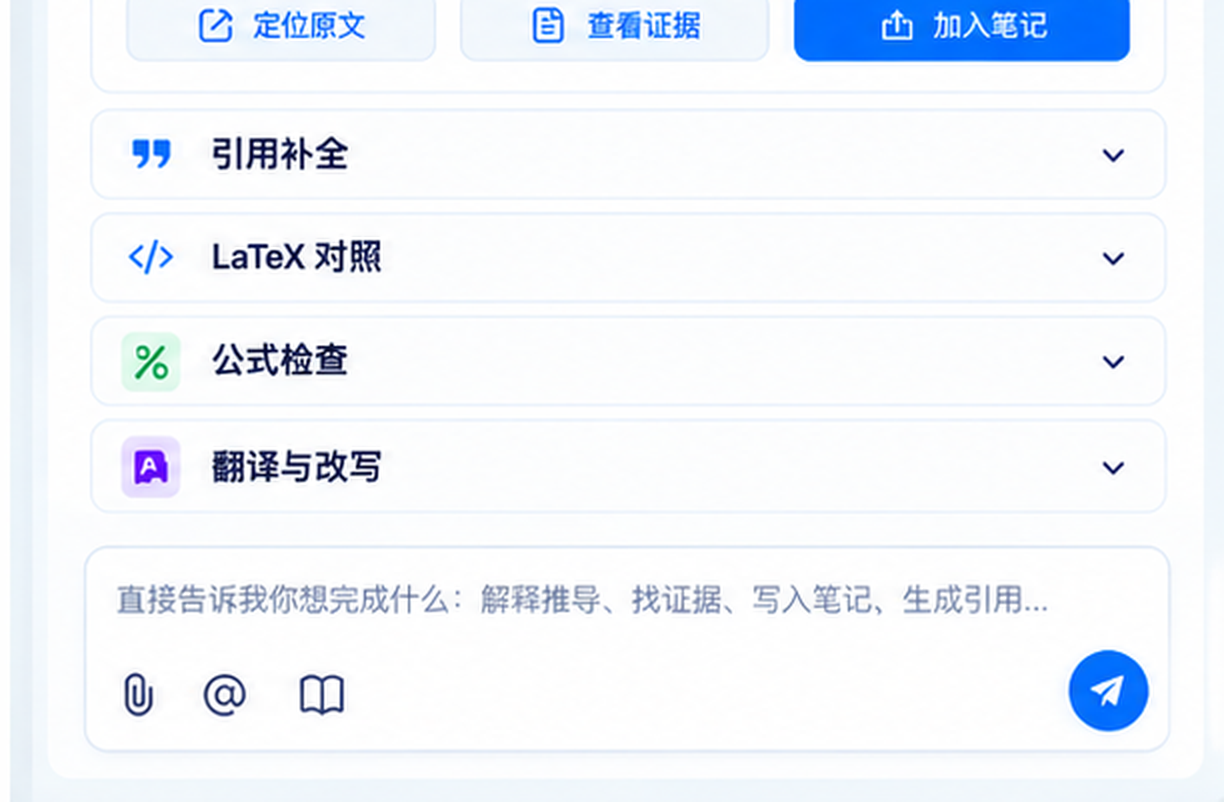 定位原文 查看证据 加入笔记
引用补全
LaTeX 对照
公式检查
翻译与改写
直接告诉我你想完成什么：解释推导、找证据、写入笔记、生成引用...